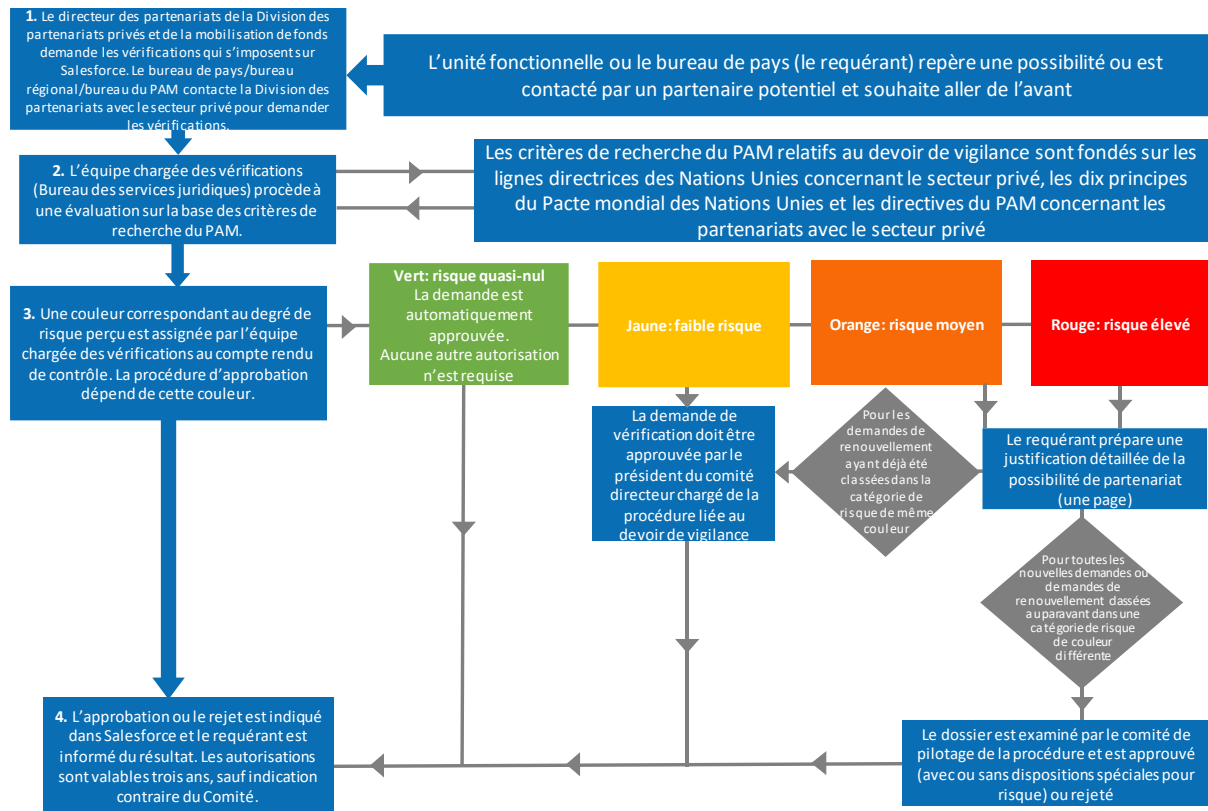 1. Le directeur des partenariats de la Division des
partenariats privés et de la mobilisation de fonds
demande les vérifications qui s’imposent sur
Salesforce. Le bureau de pays/bureau
régional/bureau du PAM contacte la Division des
partenariats avec le secteur privé pour demander
les vérifications.
L’unité fonctionnelle ou le bureau de pays (le requérant) repère une possibilité ou est
contacté par un partenaire potentiel et souhaite aller de l’avant
2. L’équipe chargée des vérifications
(Bureau des services juridiques) procède à
une évaluation sur la base des critères de
recherche du PAM.
Les critères de recherche du PAM relatifs au devoir de vigilance sont fondés sur les
lignes directrices des Nations Unies concernant le secteur privé, les dix principes
du Pacte mondial des Nations Unies et les directives du PAM concernant les
partenariats avec le secteur privé
3. Une couleur correspondant au degré de
risque perçu est assignée par l’équipe
chargée des vérifications au compte rendu
de contrôle. La procédure d’approbation
dépend de cette couleur.
Vert: risque quasi-nul
La demande est
automatiquement
approuvée.
Aucune autre autorisation
n’est requise
Jaune: faible risque
Orange: risque moyen
Rouge: risque élevé
La demande de
vérification doit être
approuvée par le
président du comité
directeur chargé de la
procédure liée au
devoir de vigilance
Pour les
demandes de
renouvellement
ayant déjà été
classées dans la
catégorie de
risque de même
couleur
Le requérant prépare une
justification détaillée de la
possibilité de partenariat
(une page)
Pour toutes les
nouvelles demandes ou
demandes de
renouvellement classées
auparavant dans une
catégorie de risque
de couleur
différente
4. L’approbation ou le rejet est indiqué
dans Salesforce et le requérant est
informé du résultat. Les autorisations
sont valables trois ans, sauf indication
contraire du Comité.
Le dossier est examiné par le comité de
pilotage de la procédure et est approuvé
(avec ou sans dispositions spéciales pour
risque) ou rejeté